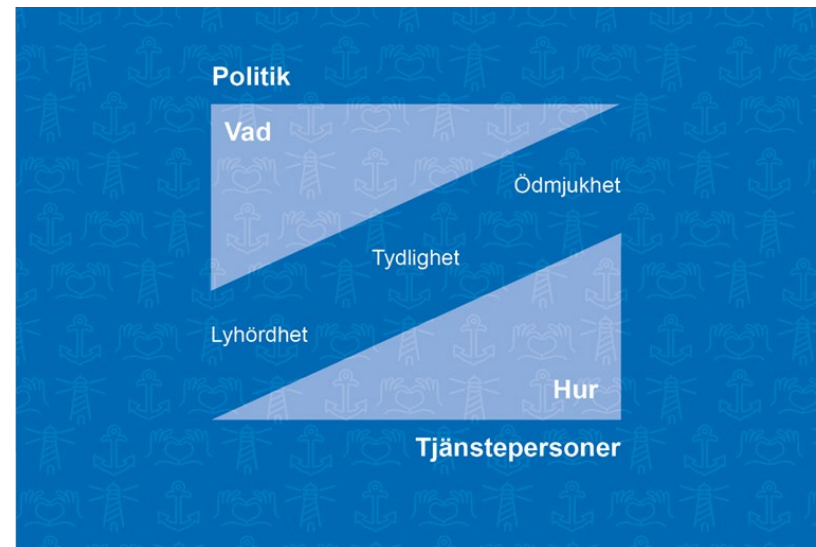 Politik
Vad
Ödmjukhet
Tydlighet
Lyhördhet
Hur
Tjänstepersoner